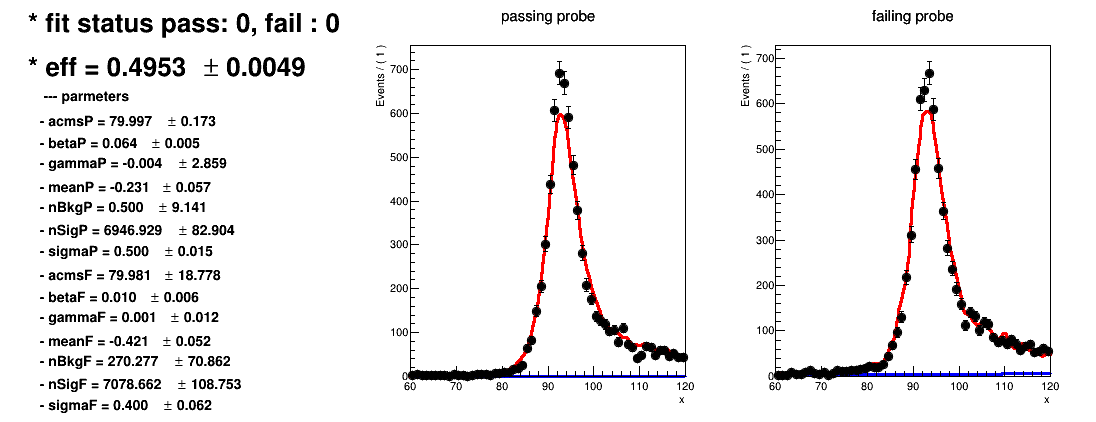 * fit status pass: 0, fail : 0
* eff = 0.4953 ± 0.0049
--- parmeters
- acmsP = 79.997 ± 0.173
- betaP = 0.064 ± 0.005
- gammaP = -0.004 ± 2.859
- meanP = -0.231 ± 0.057
- nBkgP = 0.500 ± 9.141
- nSigP = 6946.929 ± 82.904
- sigmaP = 0.500 ± 0.015
- acmsF = 79.981 ± 18.778
- betaF = 0.010 ± 0.006
- gammaF = 0.001 ± 0.012
- meanF = -0.421 ± 0.052
- nBkgF = 270.277 ± 70.862
- nSigF = 7078.662 ± 108.753
- sigmaF = 0.400 ± 0.062
passing probe
Events / ( 1 )
700
600
500
400
300
200
100
0
60 70 80 90 100 110 120
x
failing probe
Events / ( 1 )
700
600
500
400
300
200
100
0
60 70 80 90 100 110 120
x